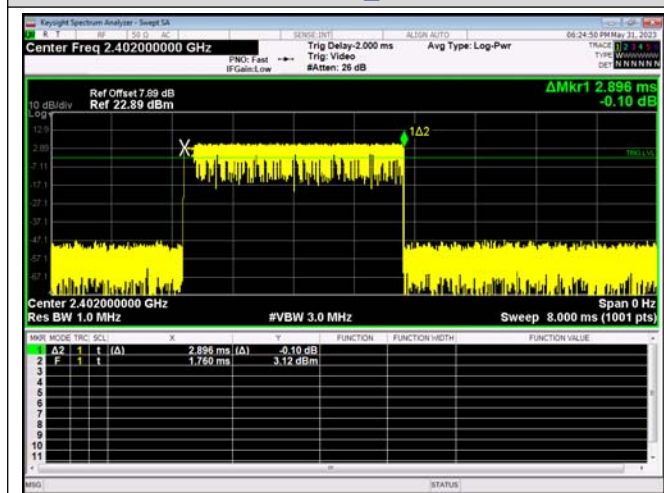 Keysight Spectrum Analyzer - Swept SA
R T RF 50 Ω AC SENSE:INT ALIGN AUTO 06:24:50 PM May 31, 2023
Center Freq 2.402000000 GHz
PNO: Fast
IFGain:Low
Trig Delay-2.000 ms
Trig: Video
#Atten: 26 dB
Avg Type: Log-Pwr
TRACE 1 2 3 4 5 6
TYPE
DET N N N N N N
ΔMkr1 2.896 ms
-0.10 dB
Ref Offset 7.89 dB
10 dB/div Ref 22.89 dBm
Log
12.9
2.89
-7.11
-17.1
-27.1
-37.1
-47.1
-57.1
-67.1
1Δ2
TRIG LVL
Center 2.402000000 GHz Span 0 Hz
Res BW 1.0 MHz #VBW 3.0 MHz Sweep 8.000 ms (1001 pts)
MKR MODE TRC SCL X Y FUNCTION FUNCTION WIDTH FUNCTION VALUE
1 Δ2 1 t (Δ) 2.896 ms (Δ) -0.10 dB
2 F 1 t 1.760 ms 3.12 dBm
3
4
5
6
7
8
9
10
11
MSG STATUS